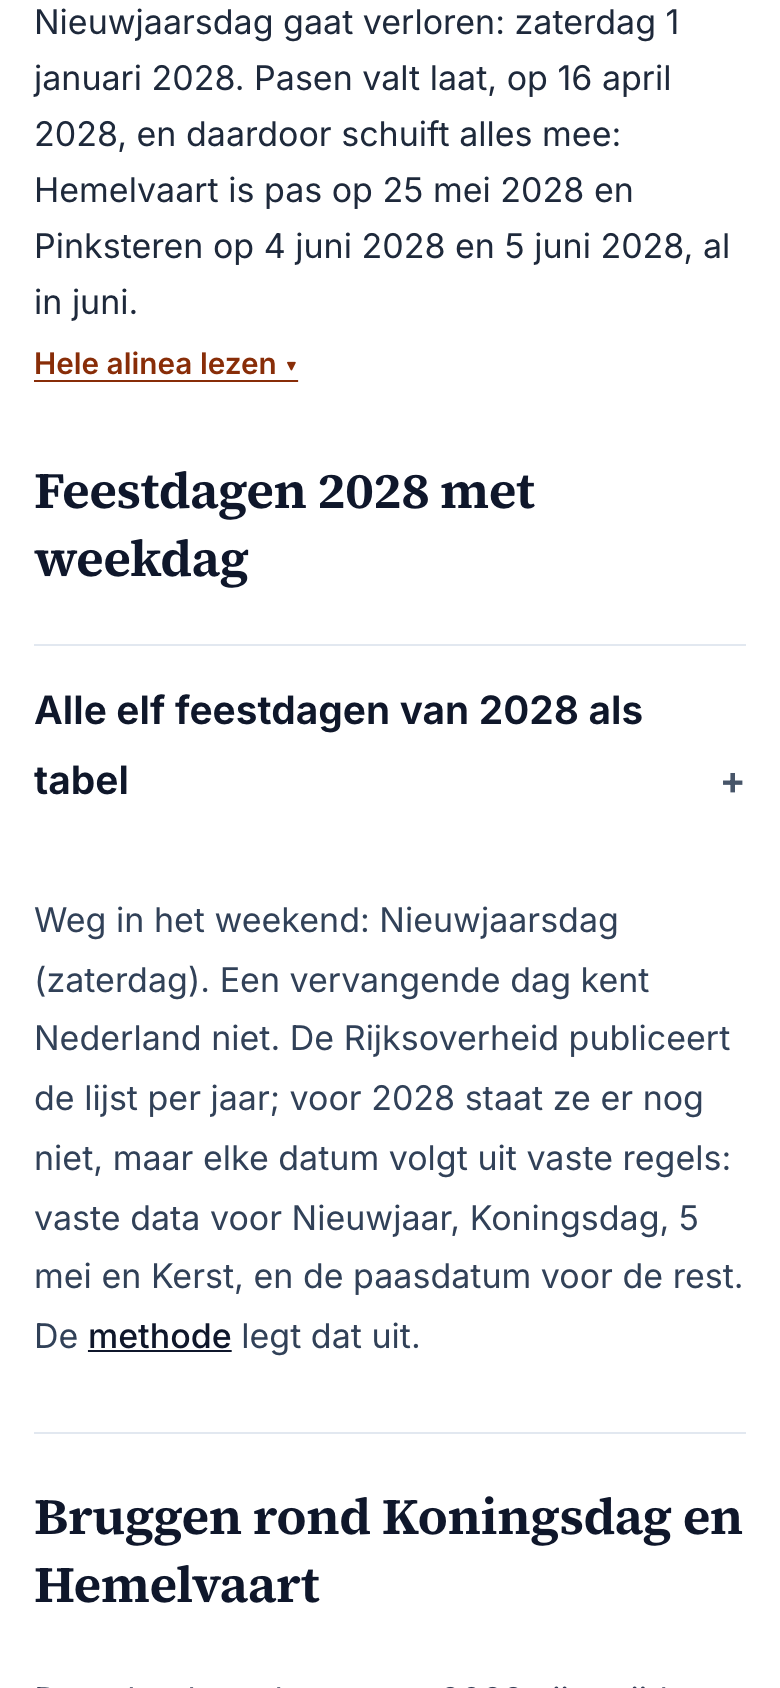 Nieuwjaarsdag gaat verloren: zaterdag 1
januari 2028. Pasen valt laat, op 16 april
2028, en daardoor schuift alles mee:
Hemelvaart is pas op 25 mei 2028 en
Pinksteren op 4 juni 2028 en 5 juni 2028, al
in juni.
Hele alinea lezen ▾
Feestdagen 2028 met
weekdag
Alle elf feestdagen van 2028 als
tabel +
Weg in het weekend: Nieuwjaarsdag
(zaterdag). Een vervangende dag kent
Nederland niet. De Rijksoverheid publiceert
de lijst per jaar; voor 2028 staat ze er nog
niet, maar elke datum volgt uit vaste regels:
vaste data voor Nieuwjaar, Koningsdag, 5
mei en Kerst, en de paasdatum voor de rest.
De methode legt dat uit.
Bruggen rond Koningsdag en
Hemelvaart